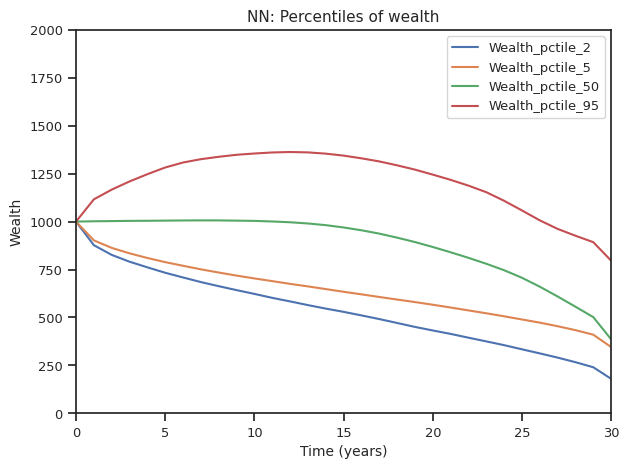 NN: Percentiles of wealth
Wealth_pctile_2
Wealth_pctile_5
Wealth_pctile_50
Wealth_pctile_95
Wealth
2000
1750
1500
1250
1000
750
500
250
0
0 5 10 15 20 25 30
Time (years)